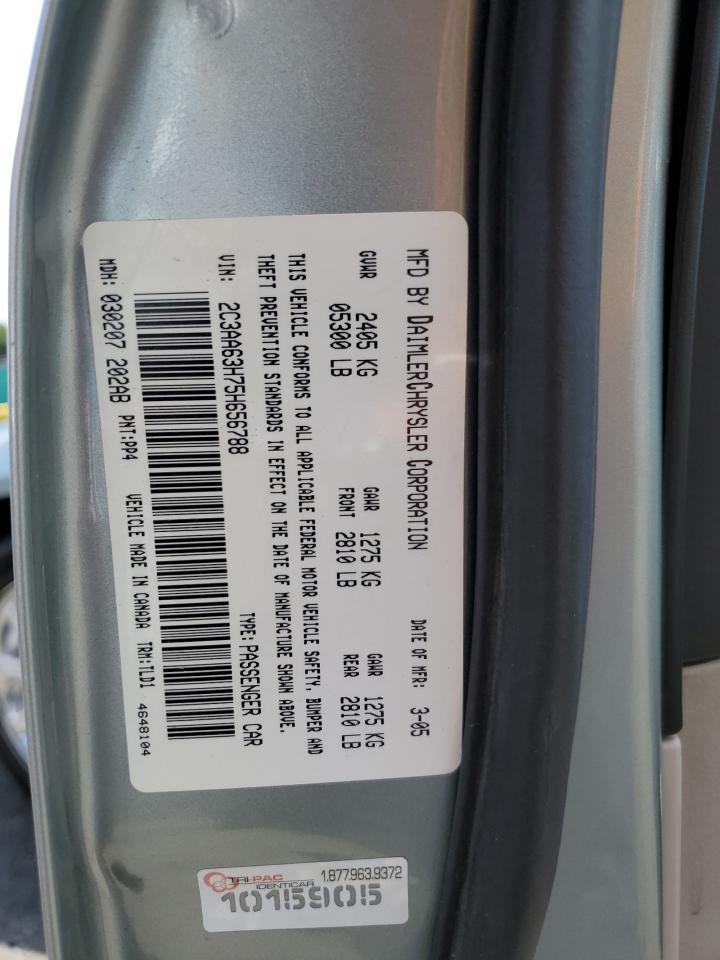 MFD BY DAIMLERCHRYSLER CORPORATION DATE OF MFR: 3-05
GVWR 2405 KG GAWR 1275 KG GAWR 1275 KG
05300 LB FRONT 2810 LB REAR 2810 LB
THIS VEHICLE CONFORMS TO ALL APPLICABLE FEDERAL MOTOR VEHICLE SAFETY, BUMPER AND
THEFT PREVENTION STANDARDS IN EFFECT ON THE DATE OF MANUFACTURE SHOWN ABOVE.
VIN: 2C3AA63H75H656788 TYPE: PASSENGER CAR
MDH: 030207 202AB PNT:PP4 VEHICLE MADE IN CANADA TRM:TLD1 4648104
TRI-PAC 1.877.963.9372
IDENTICAR
1015905